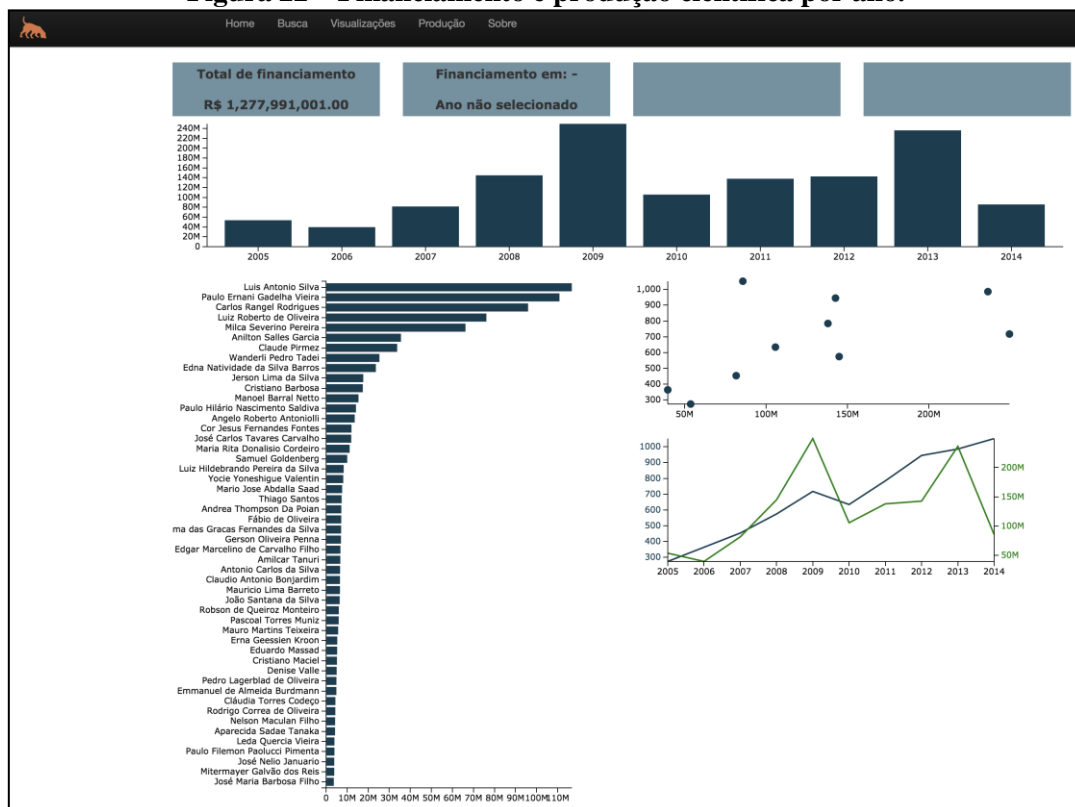 Figura – Financiamento e produção científica por ano.
Home Busca Visualizações Produção Sobre
Total de financiamento
R$ 1,277,991,001.00
Financiamento em: -
Ano não selecionado
240M
220M
200M
180M
160M
140M
120M
100M
80M
60M
40M
20M
0
2005 2006 2007 2008 2009 2010 2011 2012 2013 2014
Luis Antonio Silva
Paulo Ernani Gadelha Vieira
Carlos Rangel Rodrigues
Luiz Roberto de Oliveira
Milca Severino Pereira
Anilton Salles Garcia
Claude Pirmez
Wanderli Pedro Tadei
Edna Natividade da Silva Barros
Jerson Lima da Silva
Cristiano Barbosa
Manoel Barral Netto
Paulo Hilário Nascimento Saldiva
Angelo Roberto Antoniolli
Cor Jesus Fernandes Fontes
José Carlos Tavares Carvalho
Maria Rita Donalisio Cordeiro
Samuel Goldenberg
Luiz Hildebrando Pereira da Silva
Yocie Yoneshigue Valentin
Mario Jose Abdalla Saad
Thiago Santos
Andrea Thompson Da Poian
Fábio de Oliveira
ma das Gracas Fernandes da Silva
Gerson Oliveira Penna
Edgar Marcelino de Carvalho Filho
Amilcar Tanuri
Antonio Carlos da Silva
Claudio Antonio Bonjardim
Mauricio Lima Barreto
João Santana da Silva
Robson de Queiroz Monteiro
Pascoal Torres Muniz
Mauro Martins Teixeira
Erna Geessien Kroon
Eduardo Massad
Cristiano Maciel
Denise Valle
Pedro Lagerblad de Oliveira
Emmanuel de Almeida Burdmann
Cláudia Torres Codeço
Rodrigo Correa de Oliveira
Nelson Maculan Filho
Aparecida Sadae Tanaka
Leda Quercia Vieira
Paulo Filemon Paolucci Pimenta
José Nelio Januario
Mitermayer Galvão dos Reis
José Maria Barbosa Filho
0 10M 20M 30M 40M 50M 60M 70M 80M 90M 100M 110M
1,000
900
800
700
600
500
400
300
50M 100M 150M 200M
1000
900
800
700
600
500
400
300
200M
150M
100M
50M
2005 2006 2007 2008 2009 2010 2011 2012 2013 2014